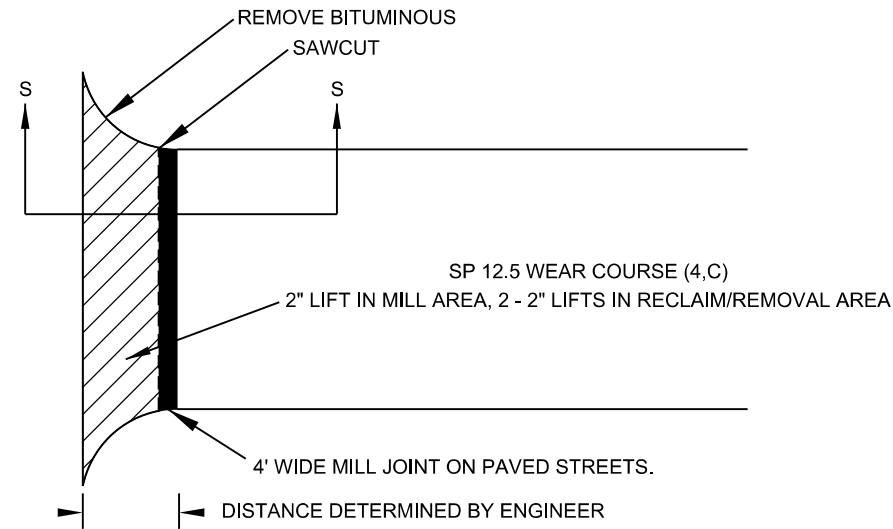 REMOVE BITUMINOUS
SAWCUT
S
S
SP 12.5 WEAR COURSE (4,C)
2" LIFT IN MILL AREA, 2 - 2" LIFTS IN RECLAIM/REMOVAL AREA
4' WIDE MILL JOINT ON PAVED STREETS.
DISTANCE DETERMINED BY ENGINEER